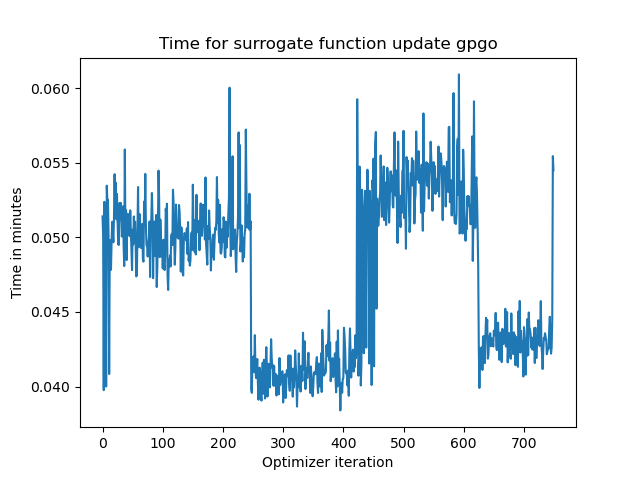 Time for surrogate function update gpgo
0.060
0.055
0.050
0.045
0.040
Time in minutes
0 100 200 300 400 500 600 700
Optimizer iteration